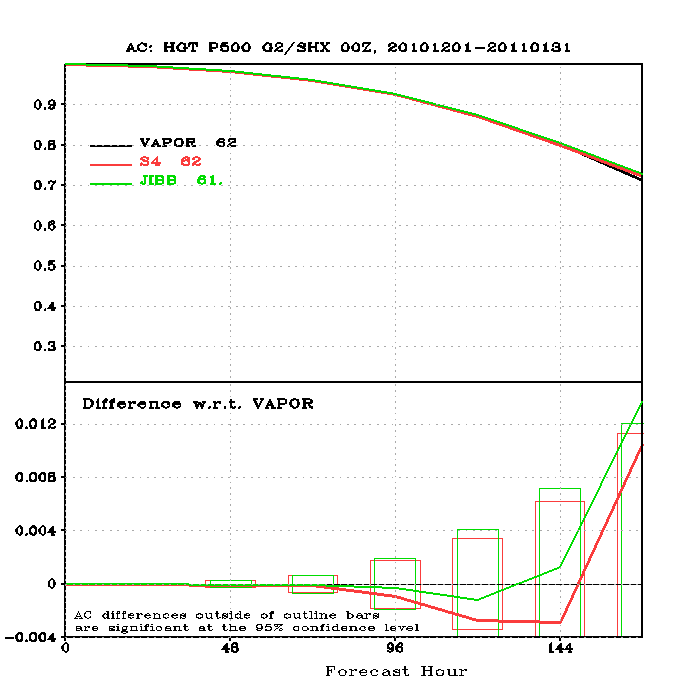 AC: HGT P500 G2/SHX 00Z, 20101201-20110131
0.9
0.8
VAPOR 62
S4 62
JIBB 61.
0.7
0.6
0.5
0.4
0.3
Difference w.r.t. VAPOR
0.012
0.008
0.004
0
AC differences outside of outline bars
are significant at the 95% confidence level
-0.004
0 48 96 144
Forecast Hour